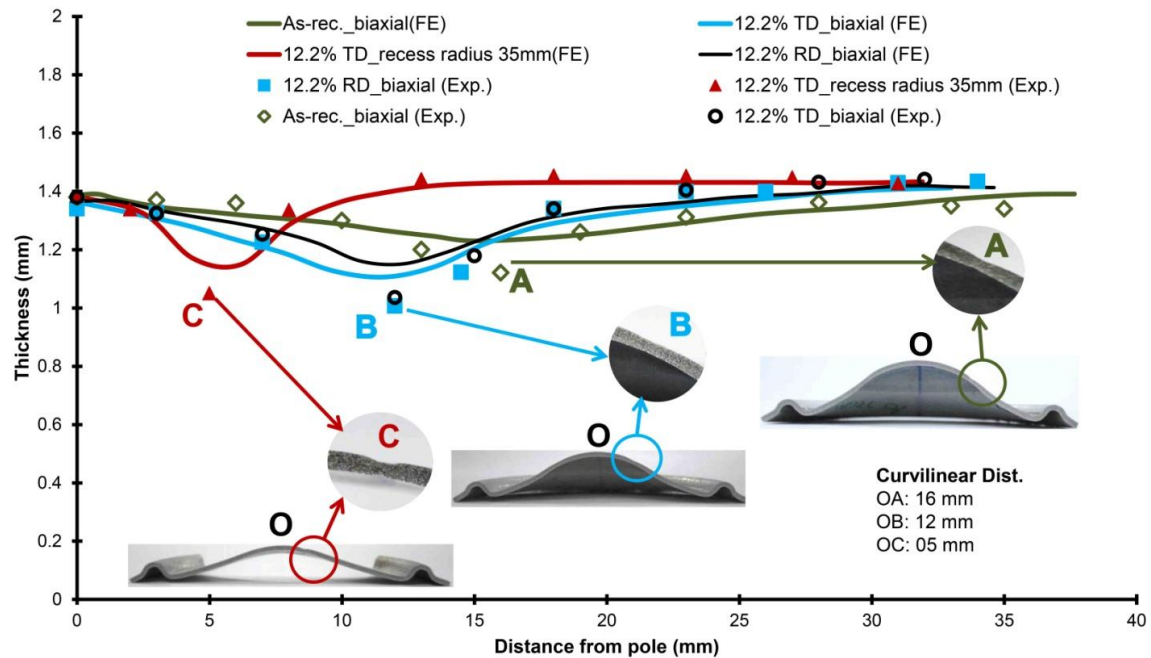 As-rec._biaxial(FE)
12.2% TD_biaxial (FE)
12.2% TD_recess radius 35mm(FE)
12.2% RD_biaxial (FE)
12.2% RD_biaxial (Exp.)
12.2% TD_recess radius 35mm (Exp.)
As-rec._biaxial (Exp.)
12.2% TD_biaxial (Exp.)
2
1.8
1.6
1.4
1.2
1
0.8
0.6
0.4
0.2
0
Thickness (mm)
A
A
C
B
B
O
C
O
O
Curvilinear Dist.
OA: 16 mm
OB: 12 mm
OC: 05 mm
0
5
10
15
20
25
30
35
40
Distance from pole (mm)